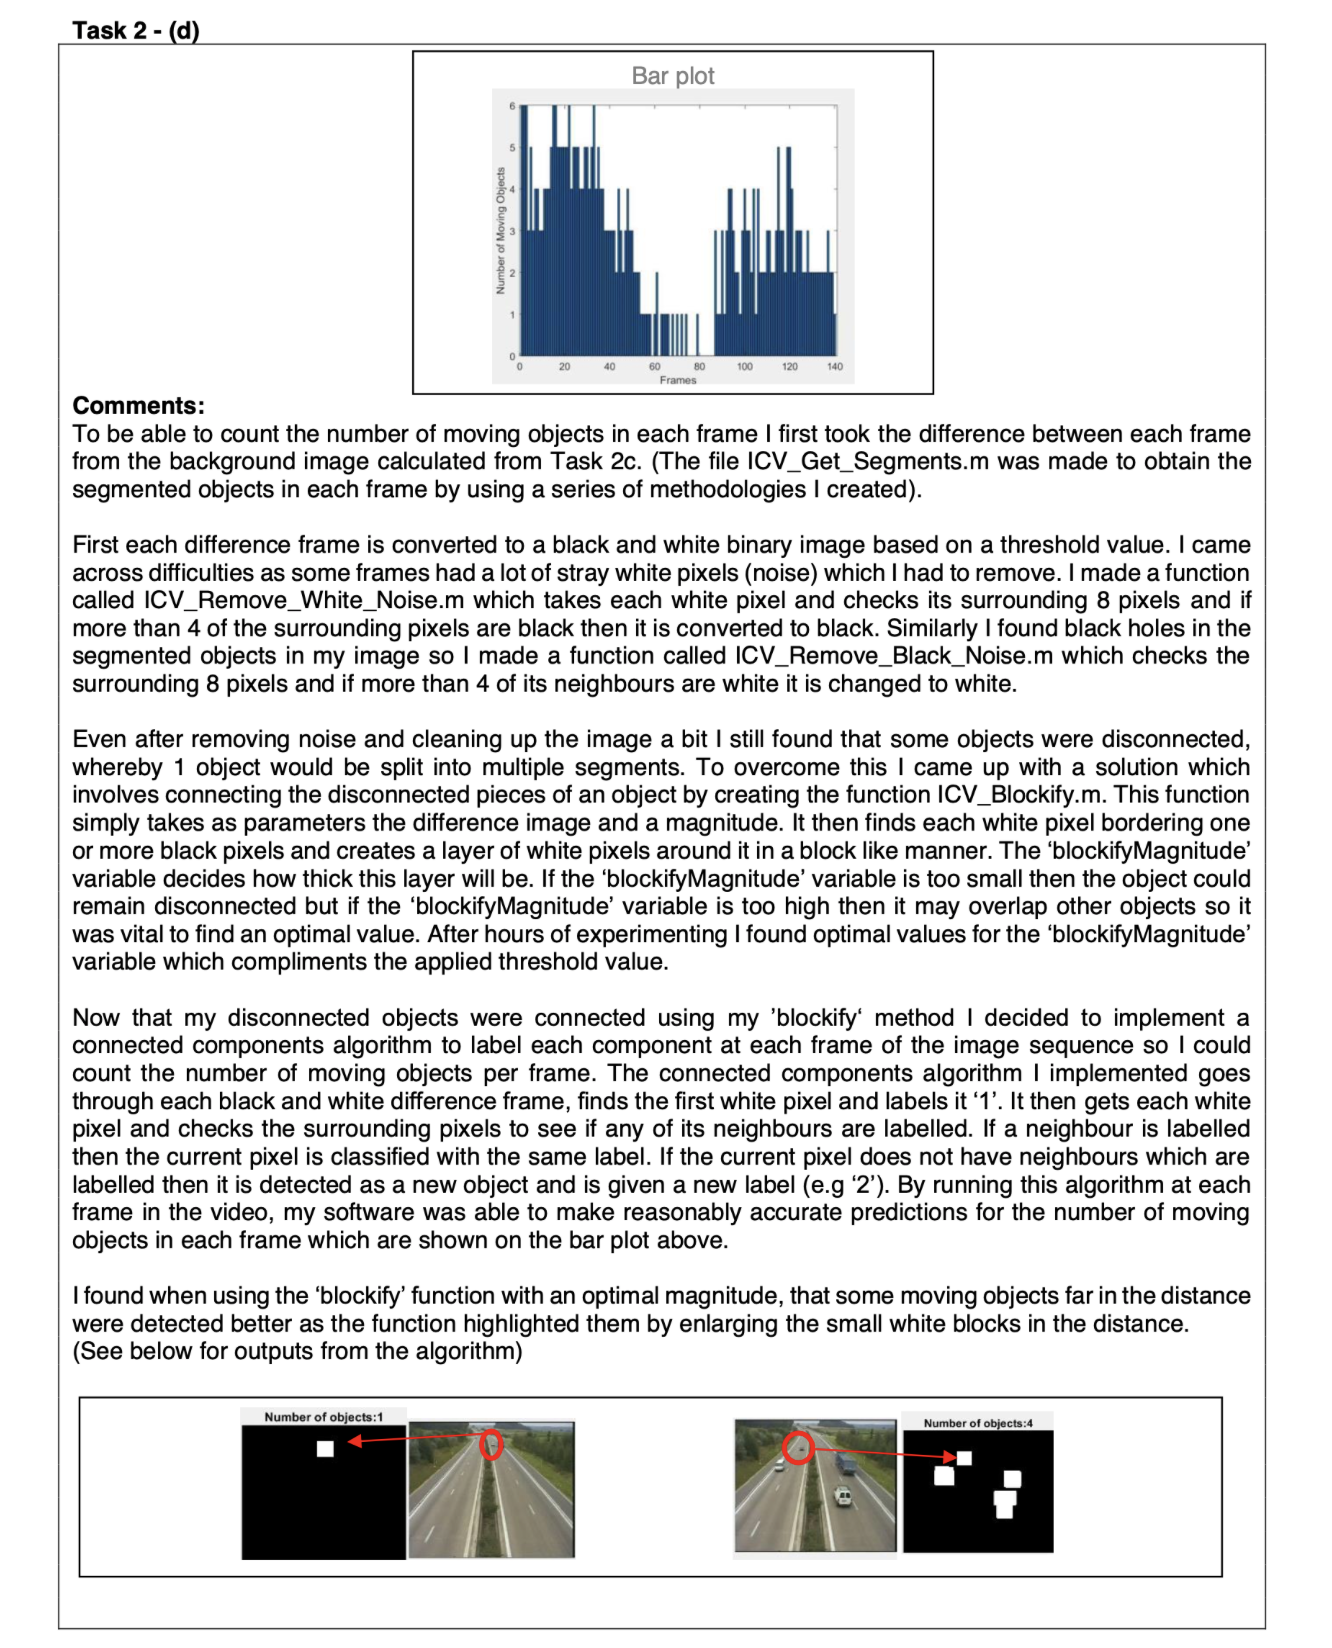 Task 2 - (d)
Bar plot
6
5
4
3
2
1
0
Number of Moving Objects
0 20 40 60 80 100 120 140
Frames
Comments:
To be able to count the number of moving objects in each frame I first took the difference between each frame
from the background image calculated from Task 2c. (The file ICV_Get_Segments.m was made to obtain the
segmented objects in each frame by using a series of methodologies I created).
First each difference frame is converted to a black and white binary image based on a threshold value. I came
across difficulties as some frames had a lot of stray white pixels (noise) which I had to remove. I made a function
called ICV_Remove_White_Noise.m which takes each white pixel and checks its surrounding 8 pixels and if
more than 4 of the surrounding pixels are black then it is converted to black. Similarly I found black holes in the
segmented objects in my image so I made a function called ICV_Remove_Black_Noise.m which checks the
surrounding 8 pixels and if more than 4 of its neighbours are white it is changed to white.
Even after removing noise and cleaning up the image a bit I still found that some objects were disconnected,
whereby 1 object would be split into multiple segments. To overcome this I came up with a solution which
involves connecting the disconnected pieces of an object by creating the function ICV_Blockify.m. This function
simply takes as parameters the difference image and a magnitude. It then finds each white pixel bordering one
or more black pixels and creates a layer of white pixels around it in a block like manner. The ‘blockifyMagnitude’
variable decides how thick this layer will be. If the ‘blockifyMagnitude’ variable is too small then the object could
remain disconnected but if the ‘blockifyMagnitude’ variable is too high then it may overlap other objects so it
was vital to find an optimal value. After hours of experimenting I found optimal values for the ‘blockifyMagnitude’
variable which compliments the applied threshold value.
Now that my disconnected objects were connected using my ’blockify‘ method I decided to implement a
connected components algorithm to label each component at each frame of the image sequence so I could
count the number of moving objects per frame. The connected components algorithm I implemented goes
through each black and white difference frame, finds the first white pixel and labels it ‘1’. It then gets each white
pixel and checks the surrounding pixels to see if any of its neighbours are labelled. If a neighbour is labelled
then the current pixel is classified with the same label. If the current pixel does not have neighbours which are
labelled then it is detected as a new object and is given a new label (e.g ‘2’). By running this algorithm at each
frame in the video, my software was able to make reasonably accurate predictions for the number of moving
objects in each frame which are shown on the bar plot above.
I found when using the ‘blockify’ function with an optimal magnitude, that some moving objects far in the distance
were detected better as the function highlighted them by enlarging the small white blocks in the distance.
(See below for outputs from the algorithm)
Number of objects:1
Number of objects:4